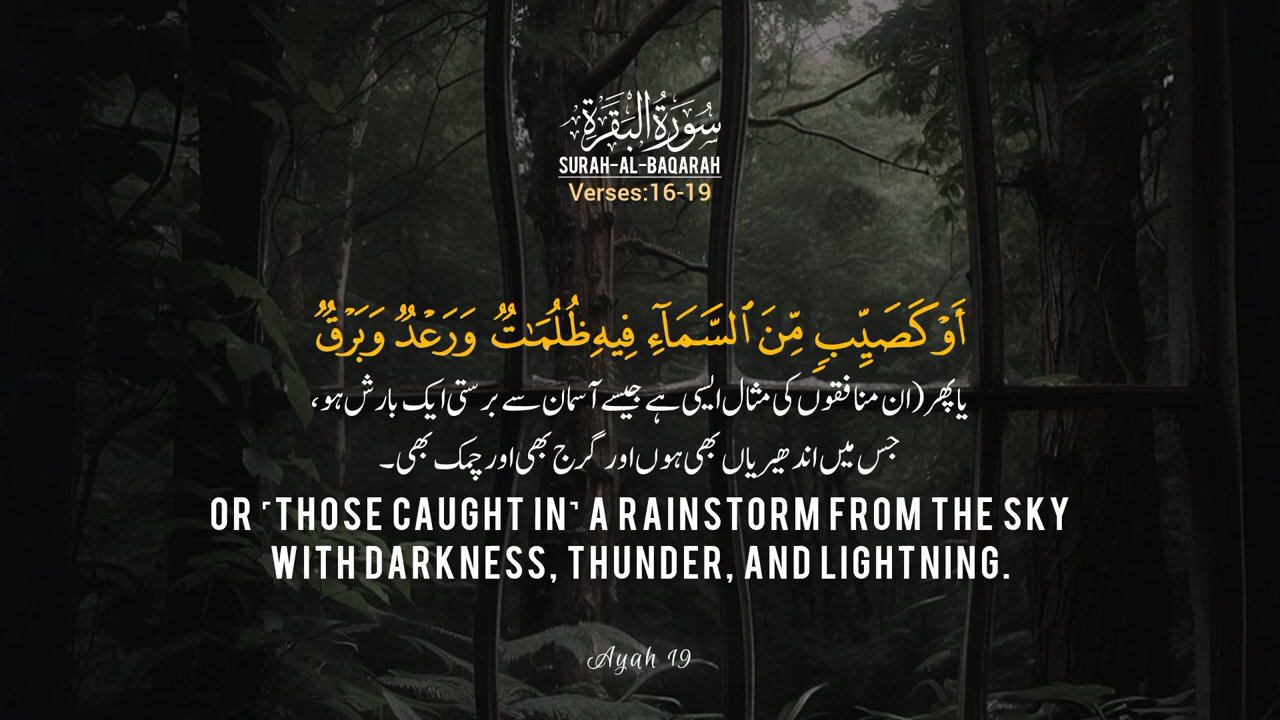 سُورَةُ البَقَرَةِ
SURAH-AL-BAQARAH
Verses:16-19
أَوْ كَصَيِّبٍ مِّنَ ٱلسَّمَآءِ فِيهِ ظُلُمَـٰتٌ وَرَعْدٌ وَبَرْقٌ
یا پھر (ان منافقوں کی مثال ایسی ہے جیسے آسمان سے برستی ایک بارش ہو،
جس میں اندھیریاں بھی ہوں اور گرج بھی اور چمک بھی۔
OR ˹THOSE CAUGHT IN˺ A RAINSTORM FROM THE SKY
WITH DARKNESS, THUNDER, AND LIGHTNING.
Ayah 19